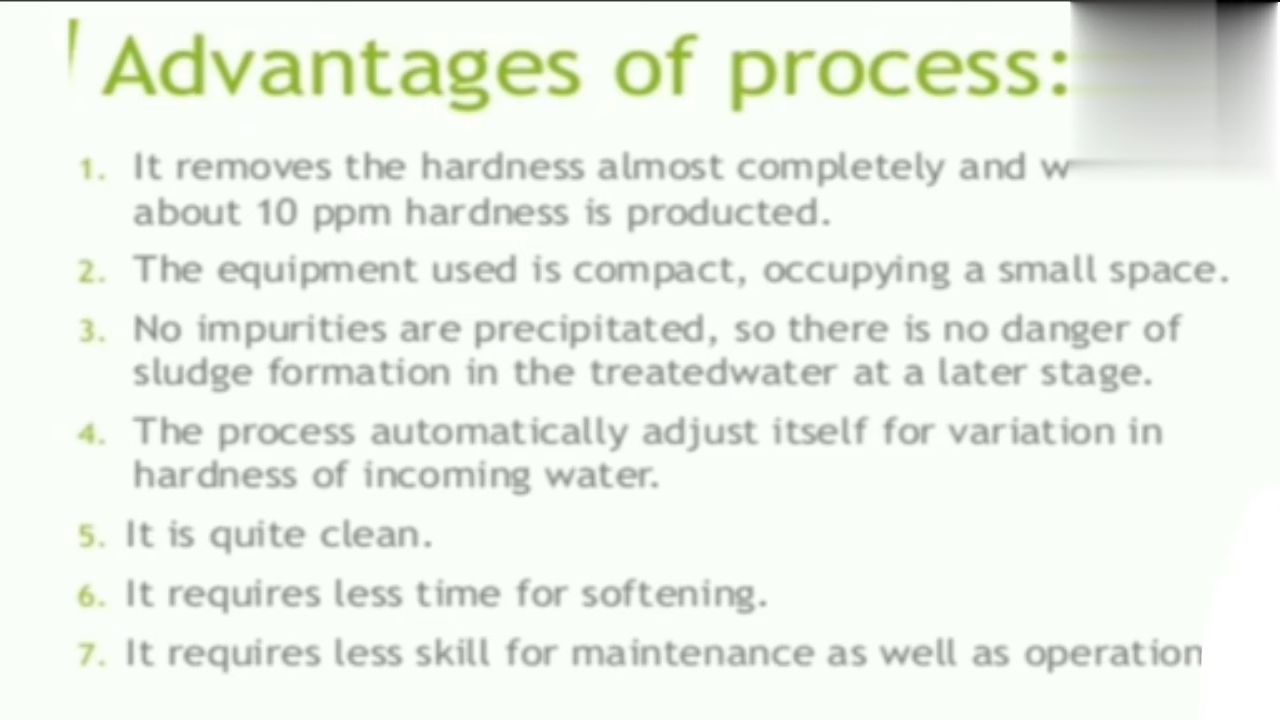 Advantages of process:
1. It removes the hardness almost completely and
about 10 ppm hardness is producted.
2. The equipment used is compact, occupying a small space.
3. No impurities are precipitated, so there is no danger of
sludge formation in the treatedwater at a later stage.
4. The process automatically adjust itself for variation in
hardness of incoming water.
5. It is quite clean.
6. It requires less time for softening.
7. It requires less skill for maintenance as well as operation